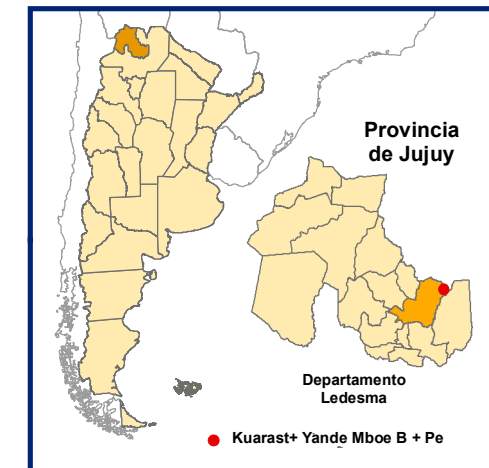 Provincia
de Jujuy
Departamento
Ledesma
Kuarast+ Yande Mboe B + Pe